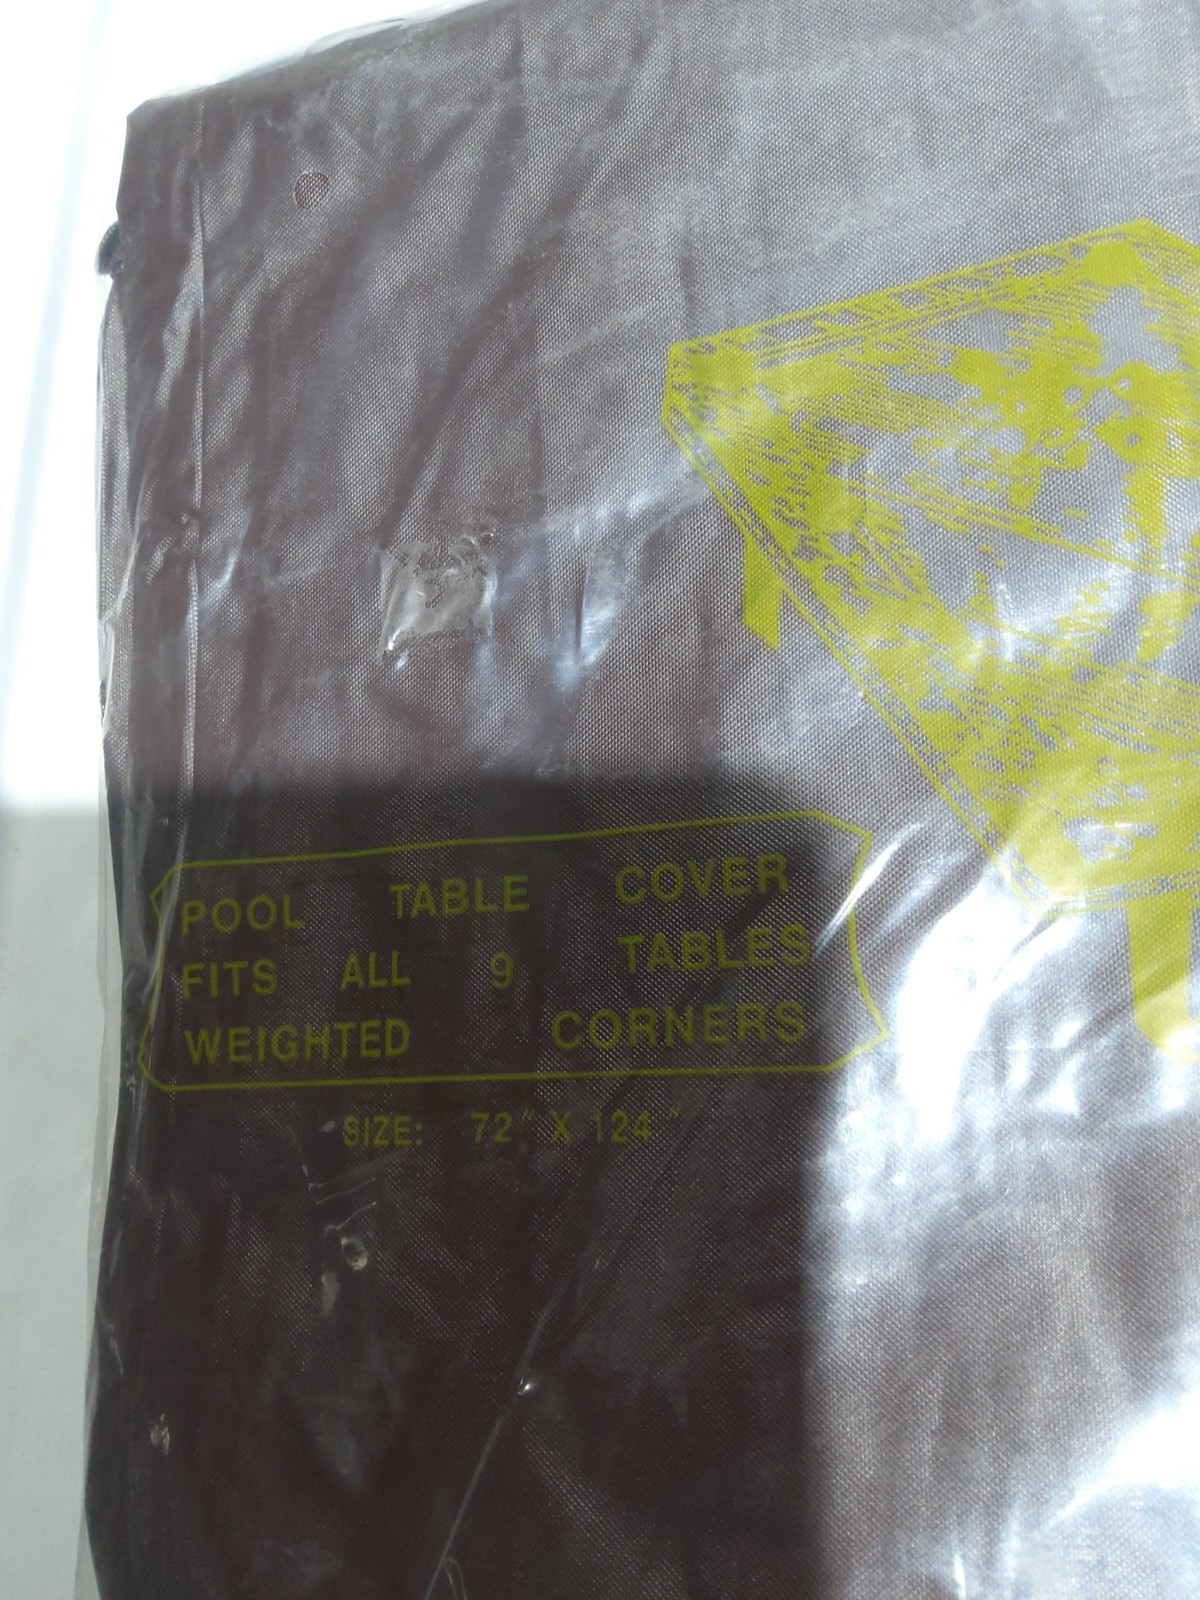 POOL TABLE COVER
FITS ALL 9 TABLES
WEIGHTED CORNERS
SIZE: 72" X 124"